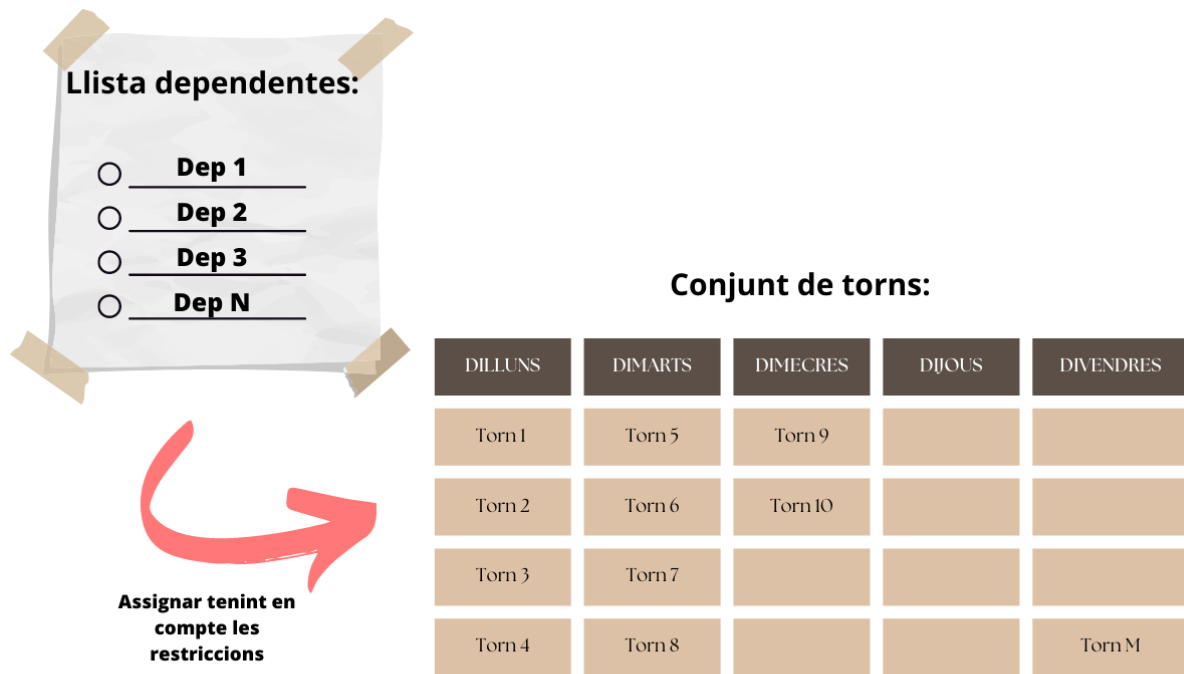 Llista dependentes:
Dep 1
Dep 2
Dep 3
Dep N
Conjunt de torns:
DILLUNS DIMARTS DIMECRES DIJOUS DIVENDRES
Torn 1 Torn 5 Torn 9
Torn 2 Torn 6 Torn 10
Torn 3 Torn 7
Torn 4 Torn 8 Torn M
Assignar tenint en
compte les
restriccions